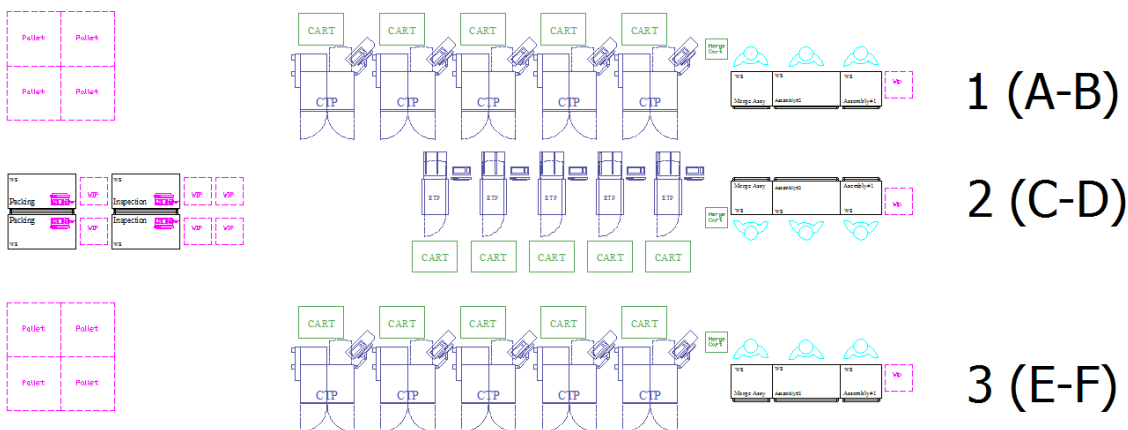 Pallet Pallet
Pallet Pallet
CART CART CART CART CART
CTP CTP CTP CTP CTP
Merge
Cart
WS WS WS
Merge Assy Assembly#2 Assembly#1
Wip
1 (A-B)
WS WS
Packing WIP Inspection WIP WIP
Packing WIP Inspection WIP WIP
WS WS
ETP ETP ETP ETP ETP
CART CART CART CART CART
Merge Assy Assembly#2 Assembly#1
WS WS WS
Merge
Cart
Wip
2 (C-D)
Pallet Pallet
Pallet Pallet
CART CART CART CART CART
CTP CTP CTP CTP CTP
Merge
Cart
WS WS WS
Merge Assy Assembly#2 Assembly#1
Wip
3 (E-F)